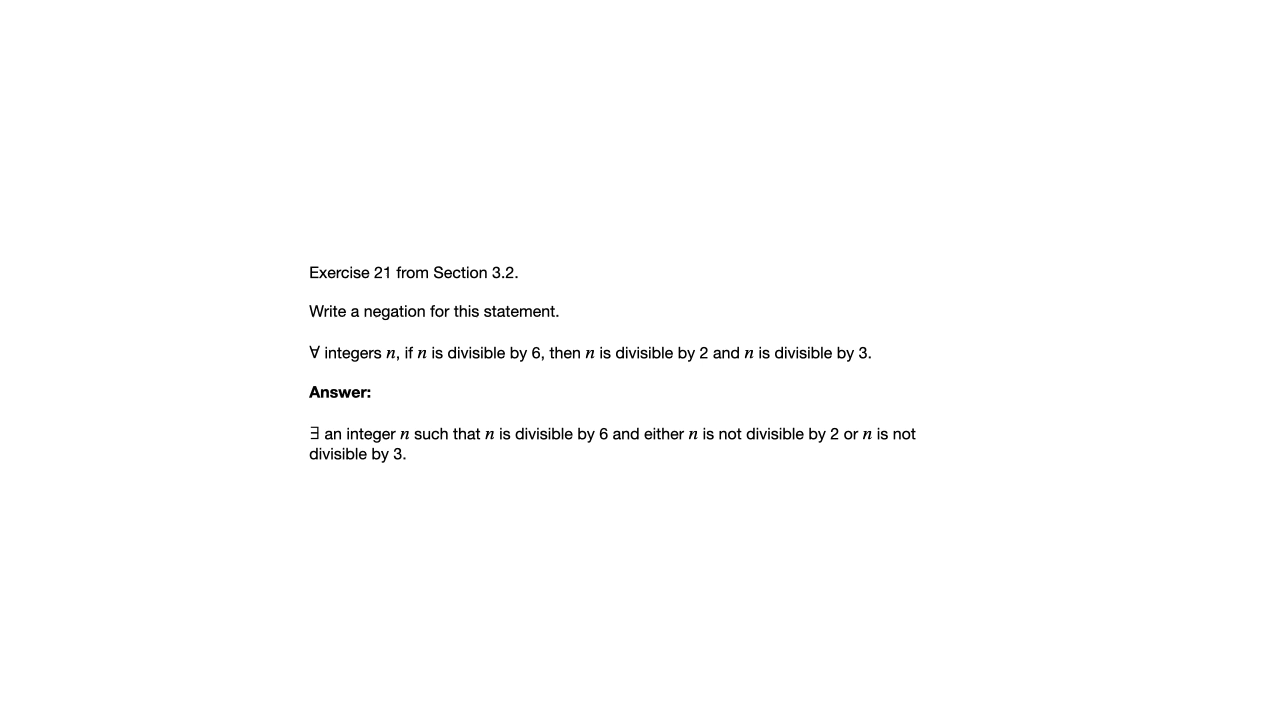 Exercise 21 from Section 3.2.
Write a negation for this statement.
∀ integers n, if n is divisible by 6, then n is divisible by 2 and n is divisible by 3.
Answer:
∃ an integer n such that n is divisible by 6 and either n is not divisible by 2 or n is not
divisible by 3.